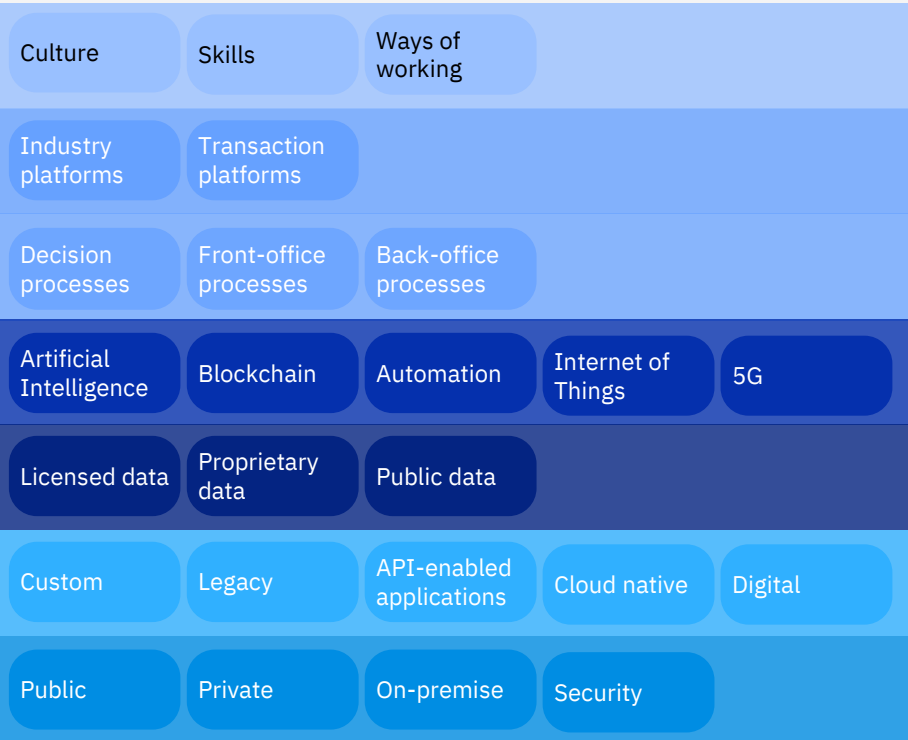 Culture
Skills
Ways of
working
Industry
platforms
Transaction
platforms
Decision
processes
Front-office
processes
Back-office
processes
Artificial
Intelligence
Blockchain
Automation
Internet of
Things
5G
Licensed data
Proprietary
data
Public data
Custom
Legacy
API-enabled
applications
Cloud native
Digital
Public
Private
On-premise
Security